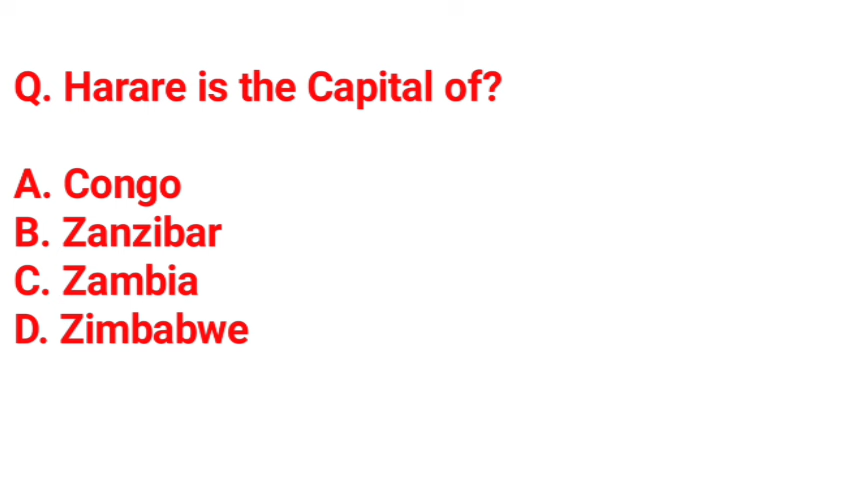 Q. Harare is the Capital of?
A. Congo
B. Zanzibar
C. Zambia
D. Zimbabwe